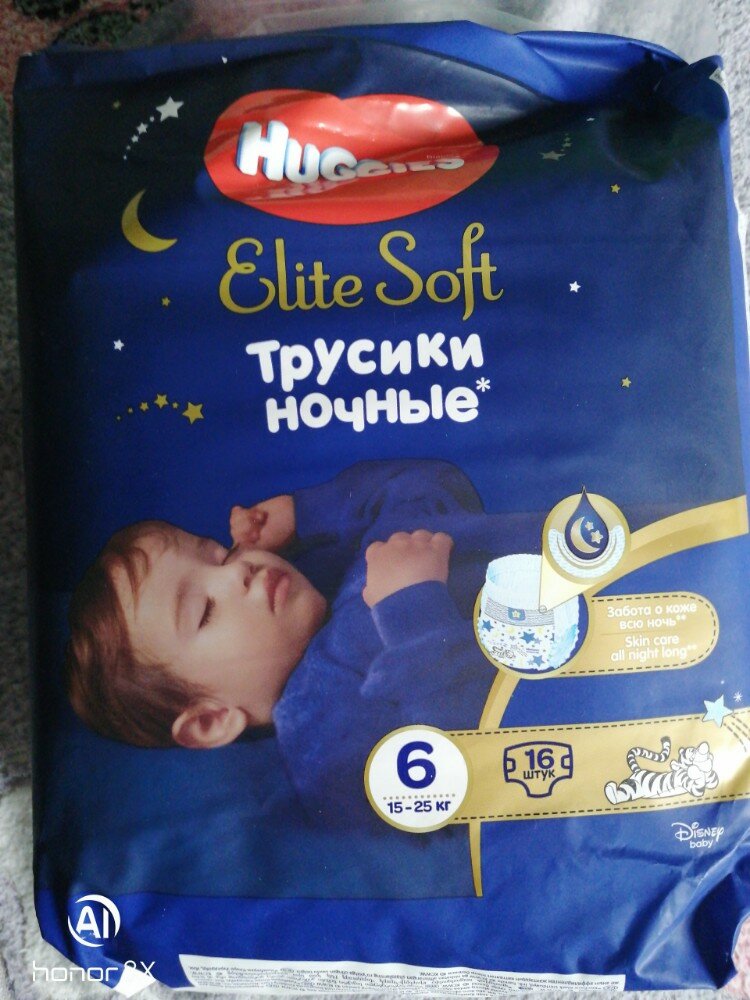 HUGGIES
Elite Soft
Трусики
ночные*
Забота о коже
всю ночь**
Skin care
all night long**
6
15-25 кг
16
штук
Disney
baby
AI
honor 8X